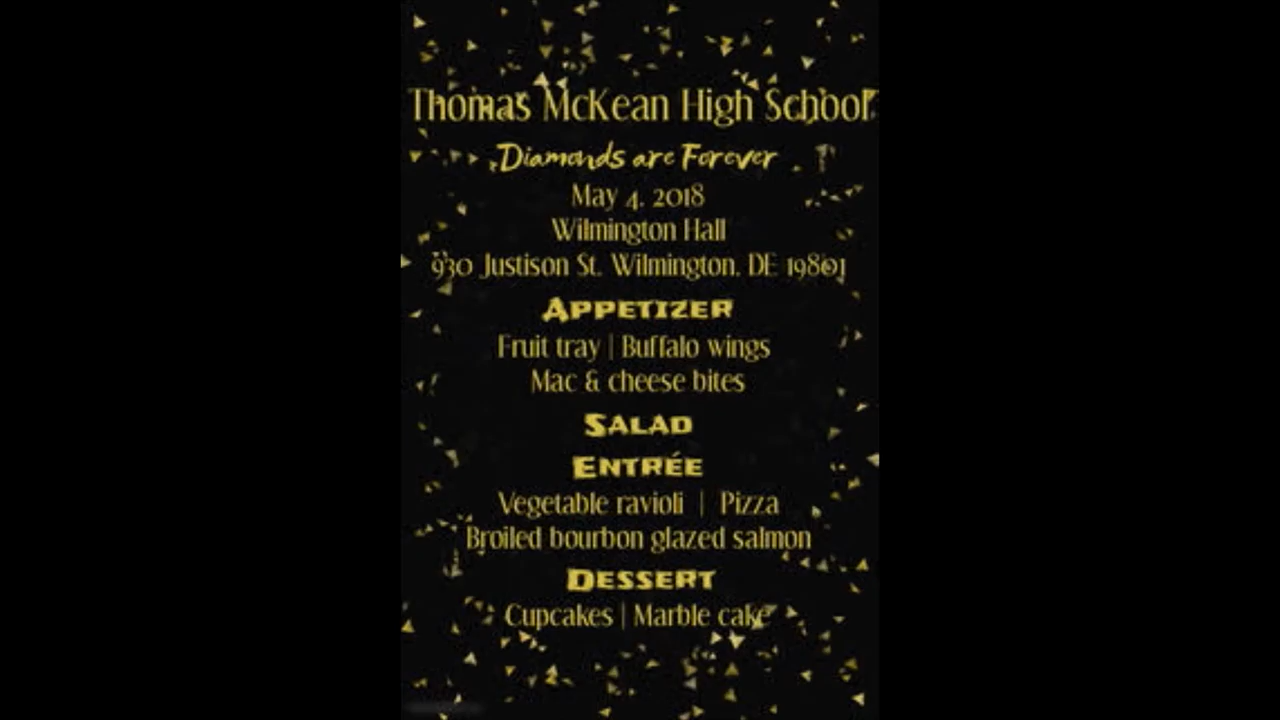 Thomas McKean High School
Diamonds are Forever
May 4, 2018
Wilmington Hall
930 Justison St. Wilmington, DE 19801
APPETIZER
Fruit tray | Buffalo wings
Mac & cheese bites
SALAD
ENTRÉE
Vegetable ravioli | Pizza
Broiled bourbon glazed salmon
DESSERT
Cupcakes | Marble cake